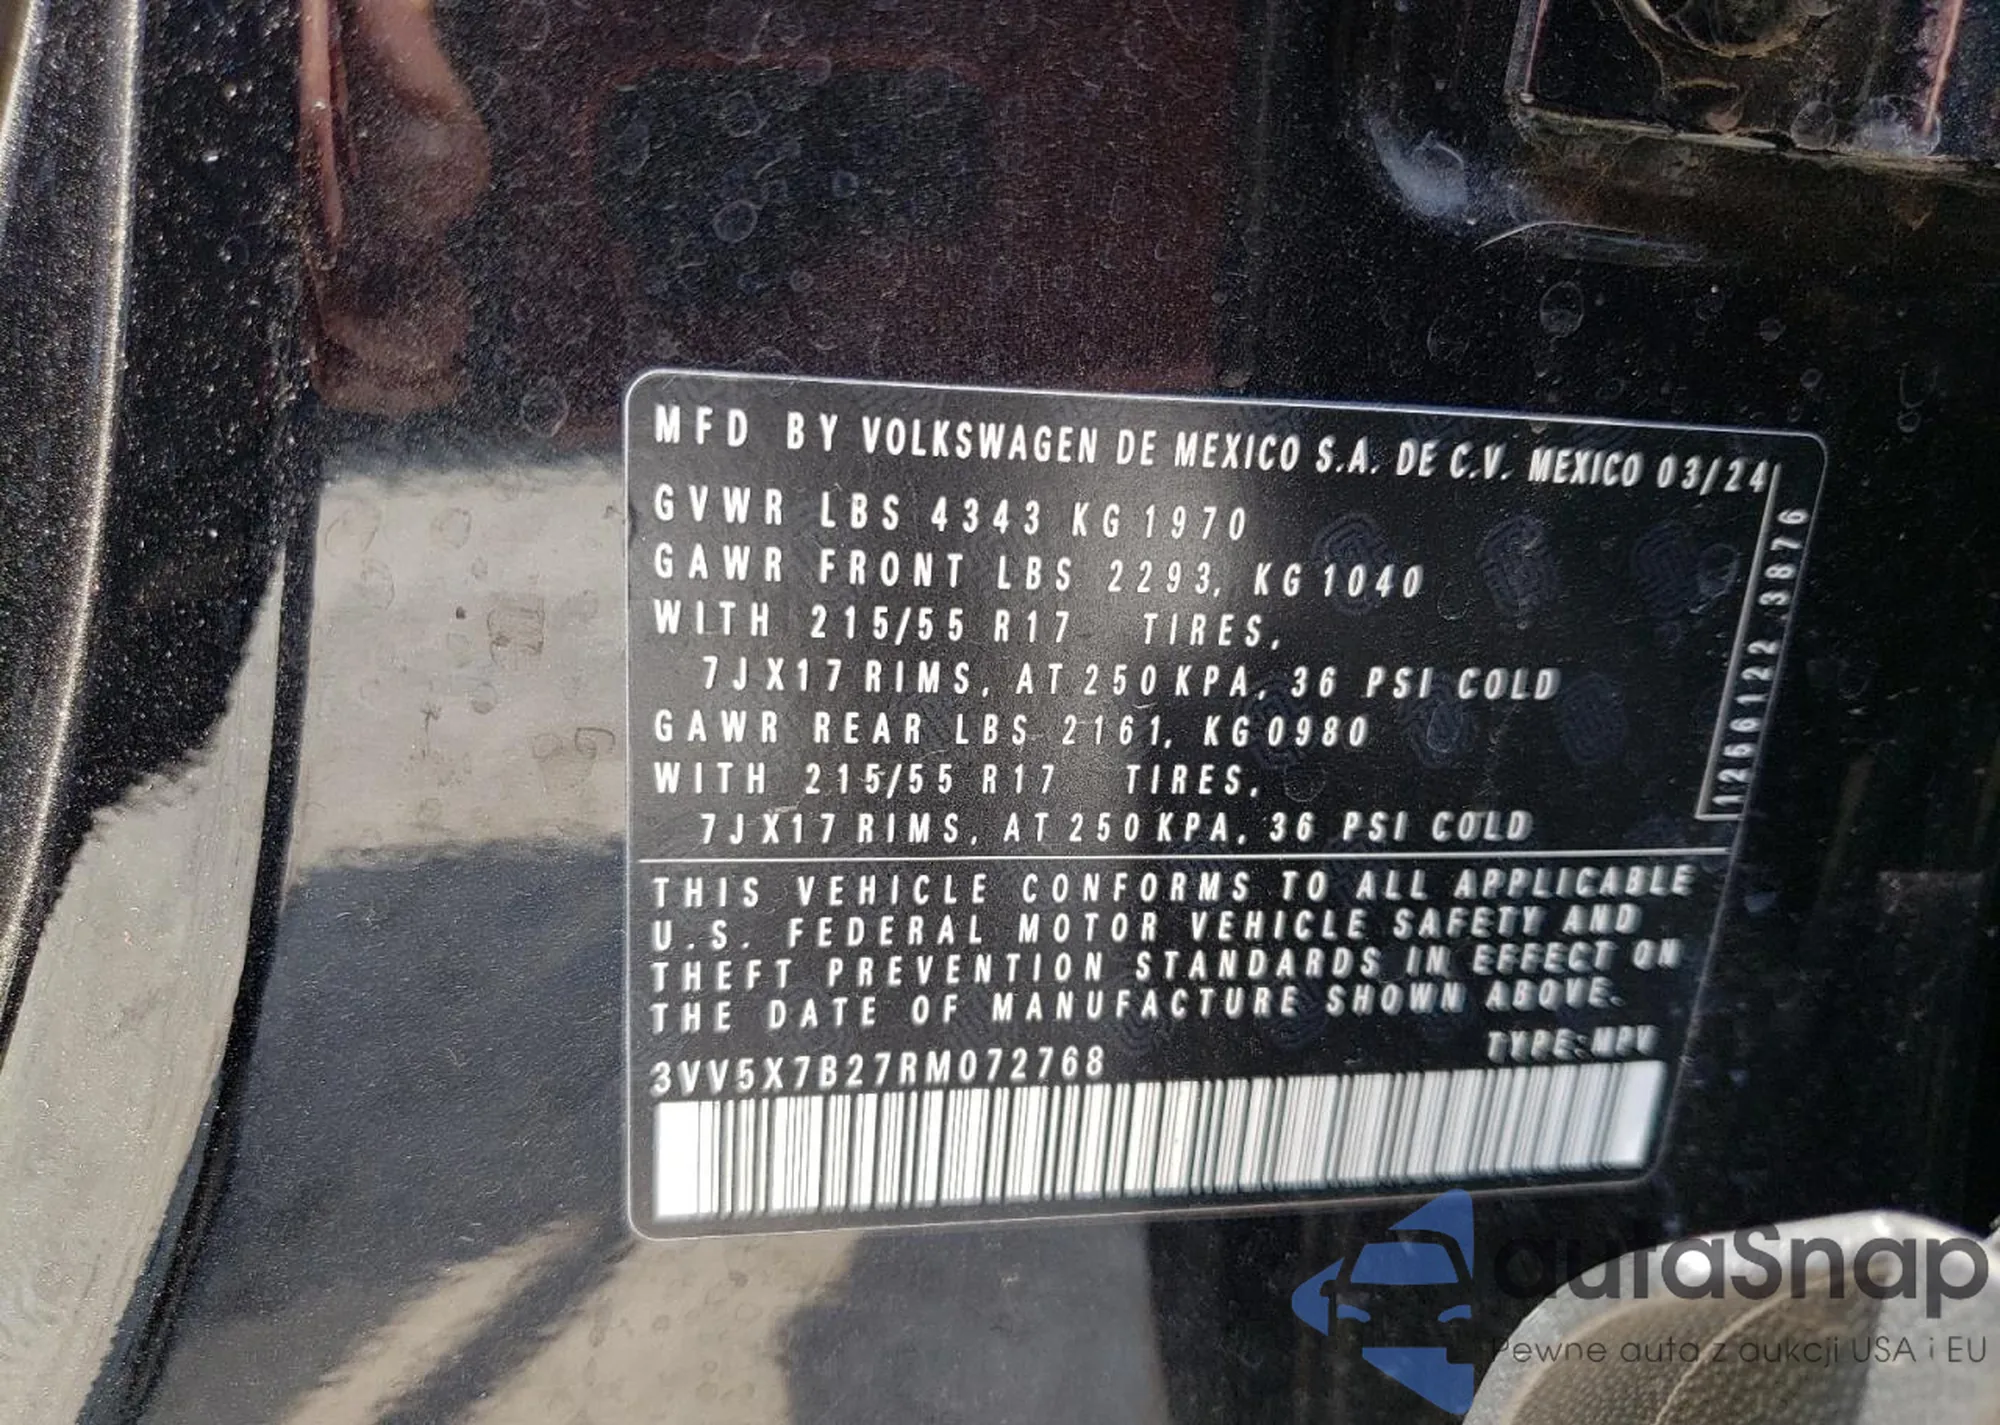 MFD BY VOLKSWAGEN DE MEXICO S.A. DE C.V. MEXICO 03/24
GVWR LBS 4343 KG 1970
GAWR FRONT LBS 2293, KG 1040
WITH 215/55 R17 TIRES,
7JX17 RIMS, AT 250 KPA, 36 PSI COLD
GAWR REAR LBS 2161, KG 0980
WITH 215/55 R17 TIRES,
7JX17 RIMS, AT 250 KPA, 36 PSI COLD
1256122 3876
THIS VEHICLE CONFORMS TO ALL APPLICABLE
U.S. FEDERAL MOTOR VEHICLE SAFETY AND
THEFT PREVENTION STANDARDS IN EFFECT ON
THE DATE OF MANUFACTURE SHOWN ABOVE.
3VV5X7B27RM072768 TYPE:MPV
autaSnap
Pewne auta z aukcji USA i EU